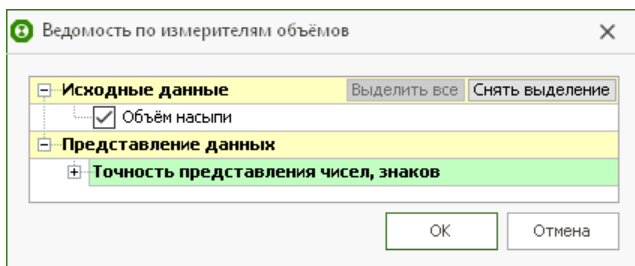 Ведомость по измерителям объёмов
Исходные данные Выделить все Снять выделение
Объём насыпи
Представление данных
Точность представления чисел, знаков
ОК Отмена